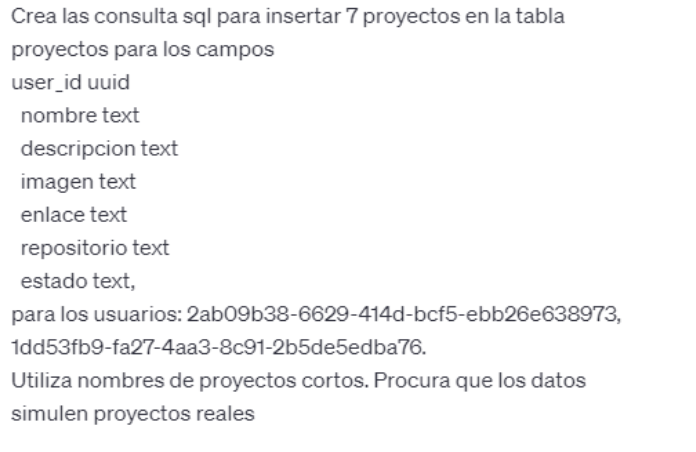 Crea las consulta sql para insertar 7 proyectos en la tabla
proyectos para los campos
user_id uuid
nombre text
descripcion text
imagen text
enlace text
repositorio text
estado text,
para los usuarios: 2ab09b38-6629-414d-bcf5-ebb26e638973,
1dd53fb9-fa27-4aa3-8c91-2b5de5edba76.
Utiliza nombres de proyectos cortos. Procura que los datos
simulen proyectos reales